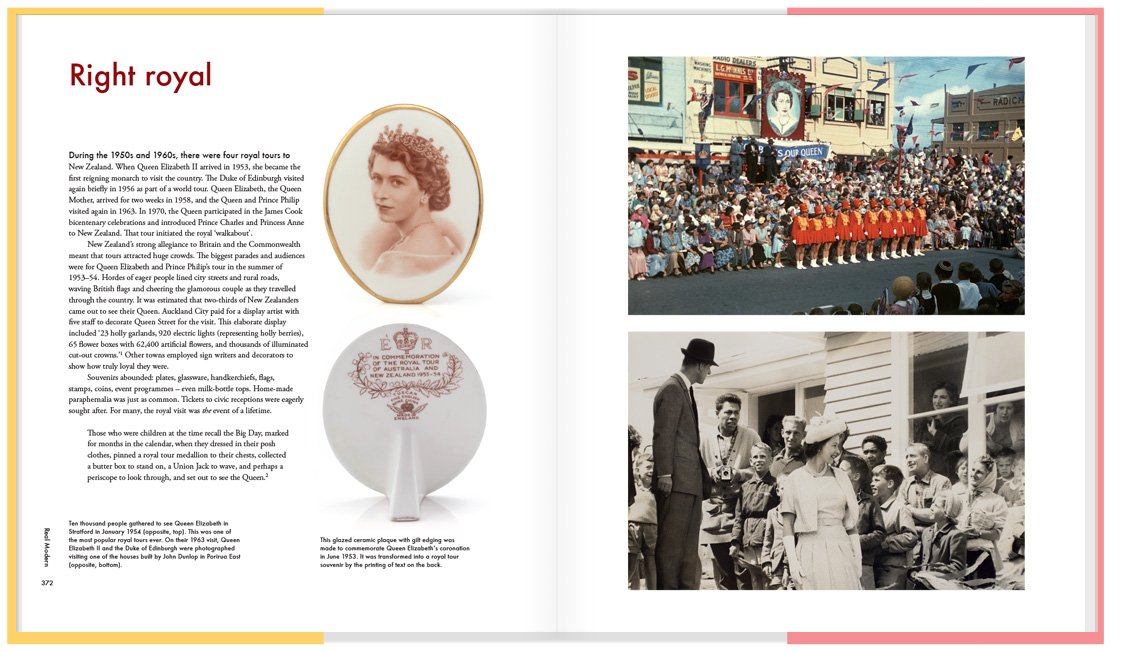 Right royal
During the 1950s and 1960s, there were four royal tours to
New Zealand. When Queen Elizabeth II arrived in 1953, she became the
first reigning monarch to visit the country. The Duke of Edinburgh visited
again briefly in 1956 as part of a world tour. Queen Elizabeth, the Queen
Mother, arrived for two weeks in 1958, and the Queen and Prince Philip
visited again in 1963. In 1970, the Queen participated in the James Cook
bicentenary celebrations and introduced Prince Charles and Princess Anne
to New Zealand. That tour initiated the royal ‘walkabout’.
New Zealand’s strong allegiance to Britain and the Commonwealth
meant that tours attracted huge crowds. The biggest parades and audiences
were for Queen Elizabeth and Prince Philip’s tour in the summer of
1953–54. Hordes of eager people lined city streets and rural roads,
waving British flags and cheering the glamorous couple as they travelled
through the country. It was estimated that two-thirds of New Zealanders
came out to see their Queen. Auckland City paid for a display artist with
five staff to decorate Queen Street for the visit. This elaborate display
included ‘23 holly garlands, 920 electric lights (representing holly berries),
65 flower boxes with 62,400 artificial flowers, and thousands of illuminated
cut-out crowns.’¹ Other towns employed sign writers and decorators to
show how truly loyal they were.
Souvenirs abounded: plates, glassware, handkerchiefs, flags,
stamps, coins, event programmes – even milk-bottle tops. Home-made
paraphernalia was just as common. Tickets to civic receptions were eagerly
sought after. For many, the royal visit was the event of a lifetime.
Those who were children at the time recall the Big Day, marked
for months in the calendar, when they dressed in their posh
clothes, pinned a royal tour medallion to their chests, collected
a butter box to stand on, a Union Jack to wave, and perhaps a
periscope to look through, and set out to see the Queen.²
Ten thousand people gathered to see Queen Elizabeth in
Stratford in January 1954 (opposite, top). This was one of
the most popular royal tours ever. On their 1963 visit, Queen
Elizabeth II and the Duke of Edinburgh were photographed
visiting one of the houses built by John Dunlop in Porirua East
(opposite, bottom).
Real Modern
372
E R
IN COMMEMORATION
OF THE ROYAL TOUR
OF AUSTRALIA AND
NEW ZEALAND 1953-54
TUSCAN
FINE ENGLISH
BONE CHINA
MADE IN
ENGLAND
This glazed ceramic plaque with gilt edging was
made to commemorate Queen Elizabeth’s coronation
in June 1953. It was transformed into a royal tour
souvenir by the printing of text on the back.
RADIO DEALERS
WASHING
MACHINES
L.G. McINNES LTD
OUR QUEEN